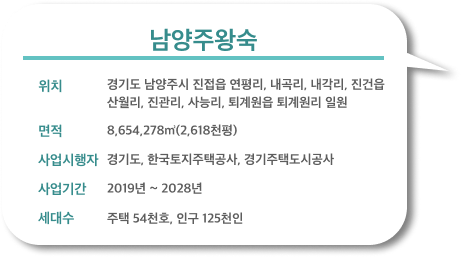 남양주왕숙
위치 경기도 남양주시 진접읍 연평리, 내곡리, 내각리, 진건읍
산월리, 진관리, 사능리, 퇴계원읍 퇴계원리 일원
면적 8,654,278㎡(2,618천평)
사업시행자 경기도, 한국토지주택공사, 경기주택도시공사
사업기간 2019년 ~ 2028년
세대수 주택 54천호, 인구 125천인